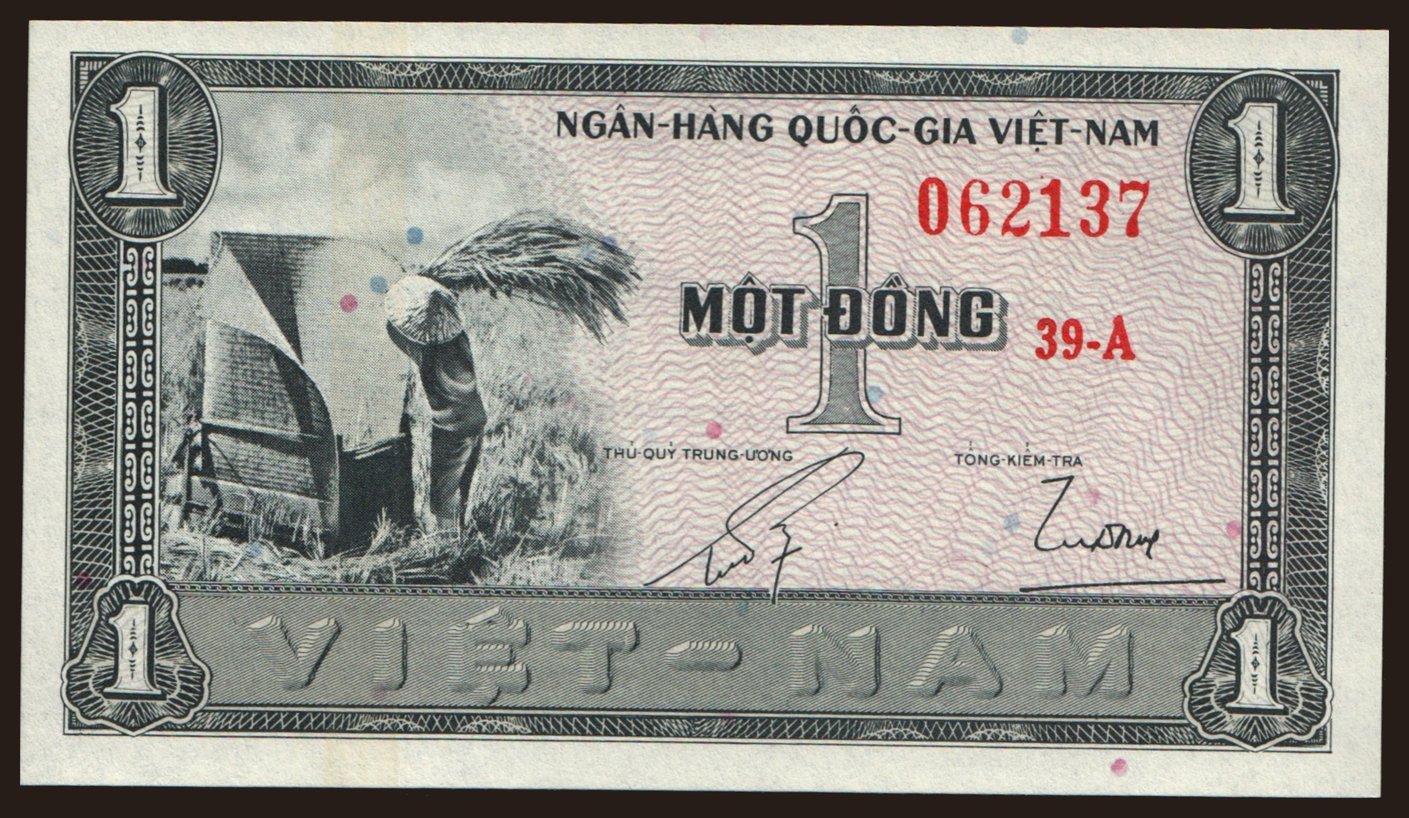 1 1
NGÂN-HÀNG QUỐC-GIA VIỆT-NAM
062137
1
MỘT ĐỒNG
39-A
THỦ-QUỸ TRUNG-ƯƠNG
TỔNG-KIỂM-TRA
VIỆT-NAM
1 1